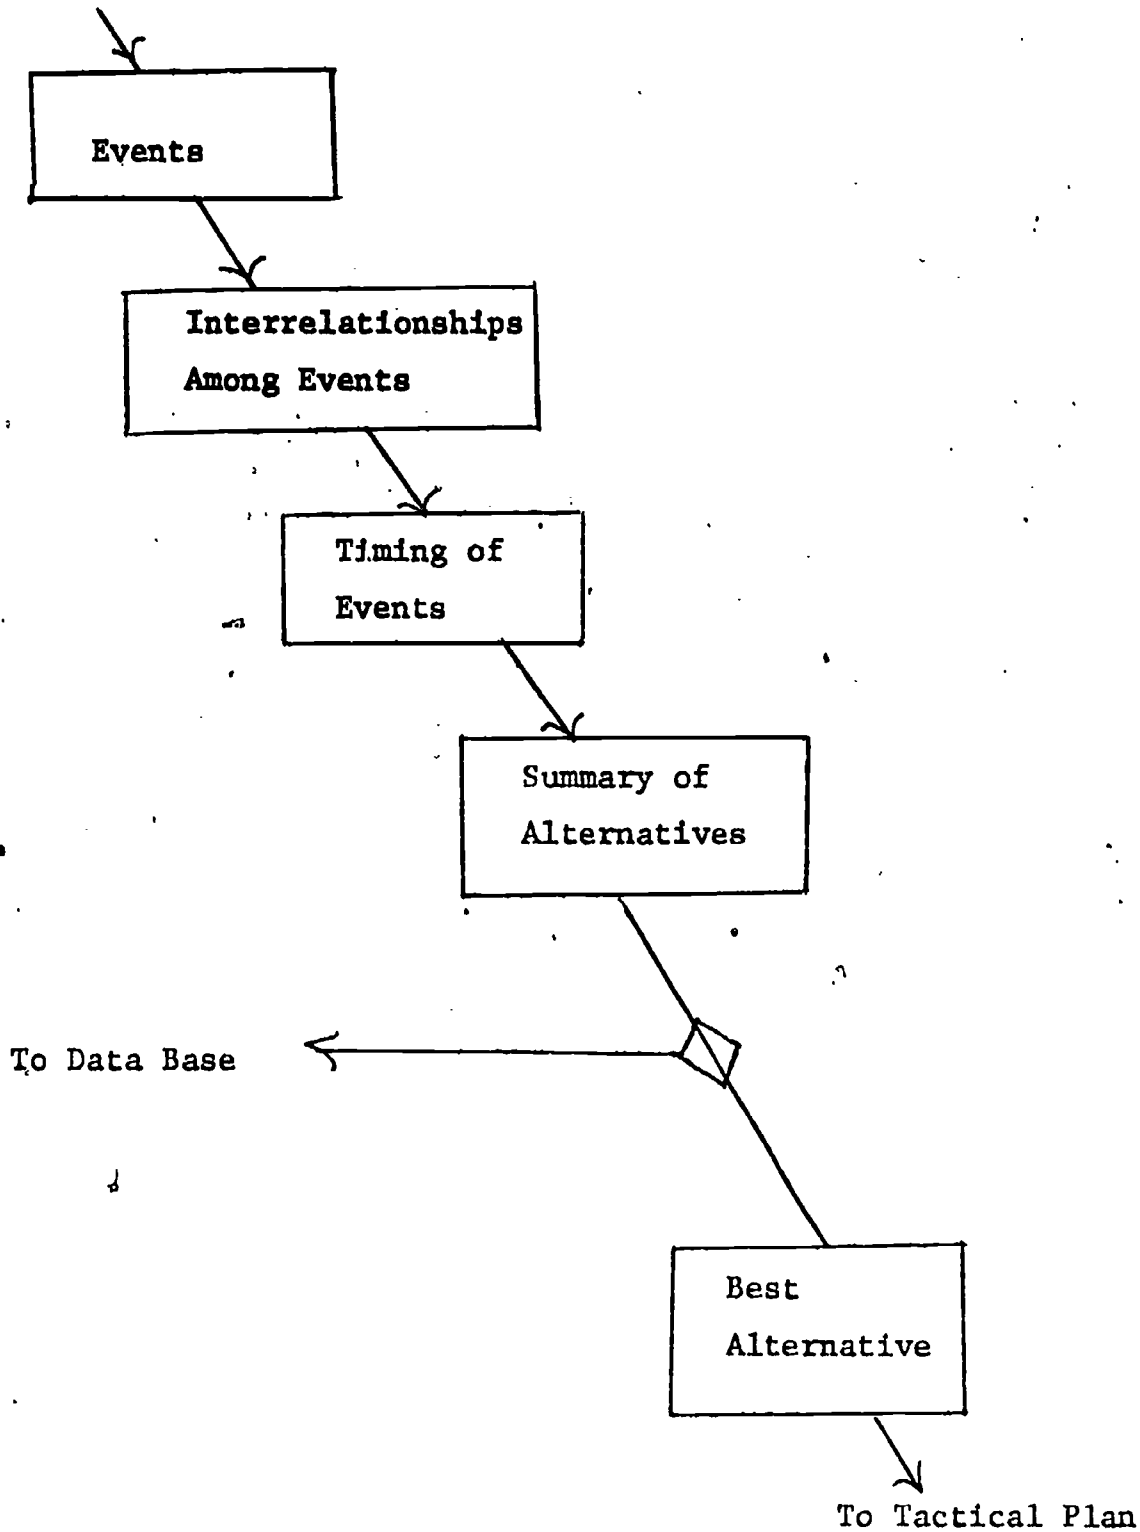 Events
Interrelationships
Among Events
Timing of
Events
Summary of
Alternatives
To Data Base
Best
Alternative
To Tactical Plan